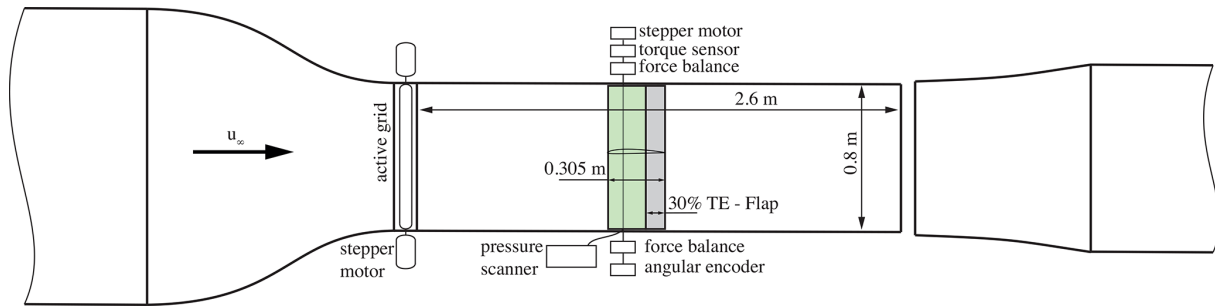 stepper motor
torque sensor
force balance
2.6 m
active grid
u∞
0.8 m
0.305 m
30% TE - Flap
stepper
motor
pressure
scanner
force balance
angular encoder